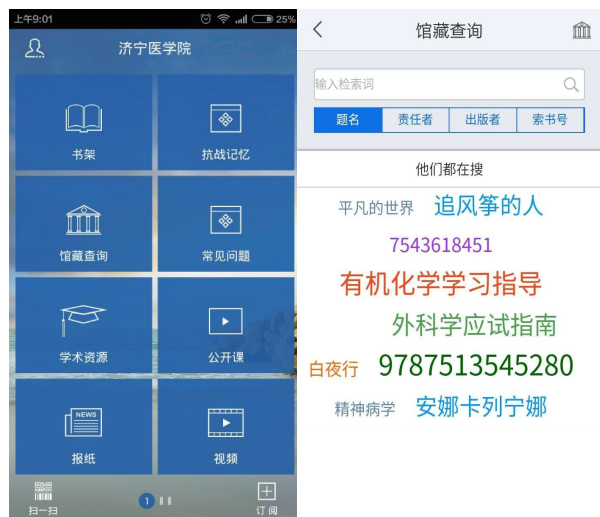 上午9:01
25%
济宁医学院
书架
抗战记忆
馆藏查询
常见问题
学术资源
公开课
NEWS
报纸
视频
扫一扫
1
订阅
馆藏查询
输入检索词
题名 责任者 出版者 索书号
他们都在搜
平凡的世界 追风筝的人
7543618451
有机化学学习指导
外科学应试指南
白夜行 9787513545280
精神病学 安娜卡列宁娜